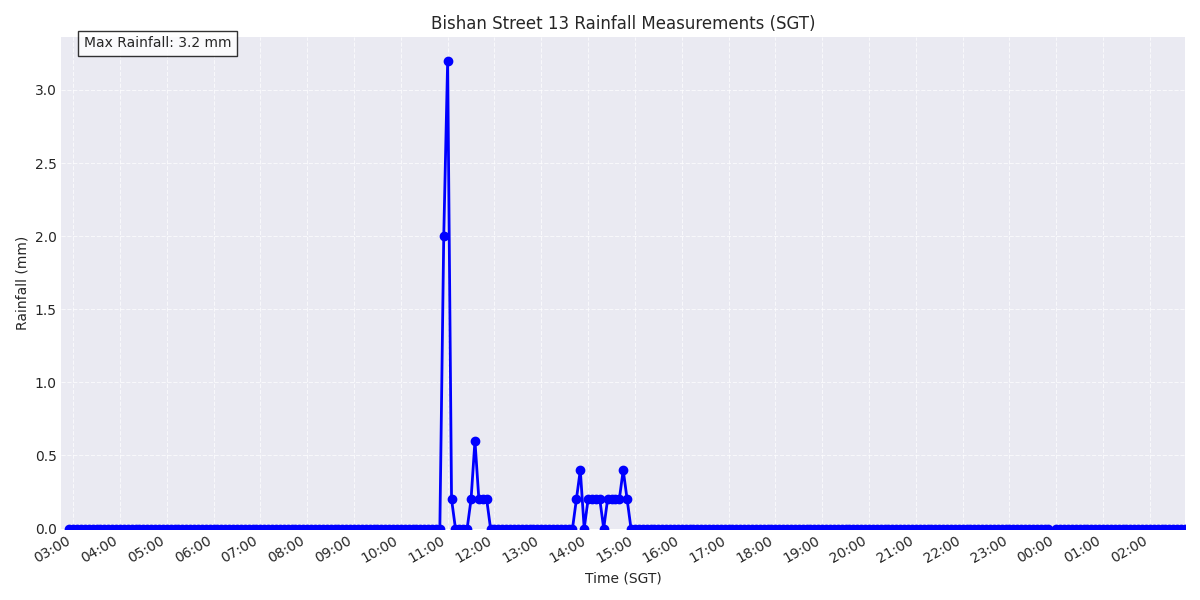 Bishan Street 13 Rainfall Measurements (SGT)
Max Rainfall: 3.2 mm
Rainfall (mm)
3.0
2.5
2.0
1.5
1.0
0.5
0.0
03:00 04:00 05:00 06:00 07:00 08:00 09:00 10:00 11:00 12:00 13:00 14:00 15:00 16:00 17:00 18:00 19:00 20:00 21:00 22:00 23:00 00:00 01:00 02:00
Time (SGT)